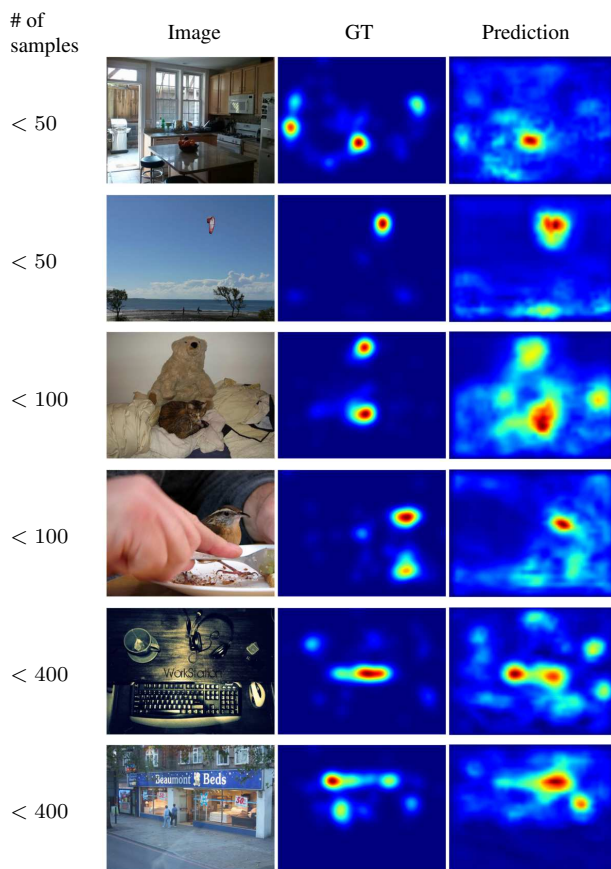 # of
samples
Image
GT
Prediction
< 50
< 50
< 100
< 100
< 400
WorkStation
< 400
Beaumont Beds